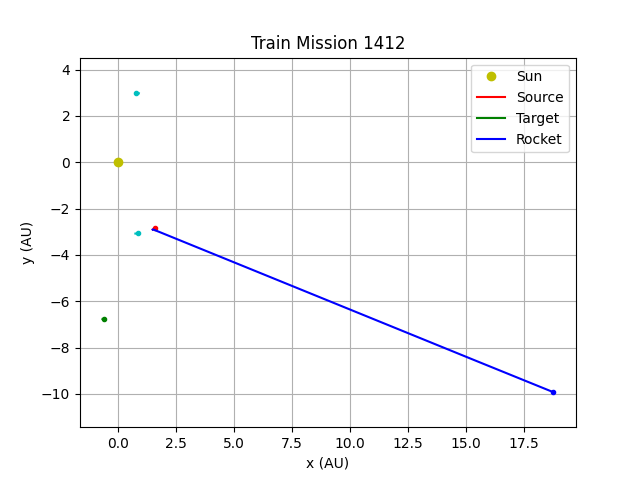 Train Mission 1412
Sun
Source
Target
Rocket
y (AU)
4
2
0
−2
−4
−6
−8
−10
0.0 2.5 5.0 7.5 10.0 12.5 15.0 17.5
x (AU)